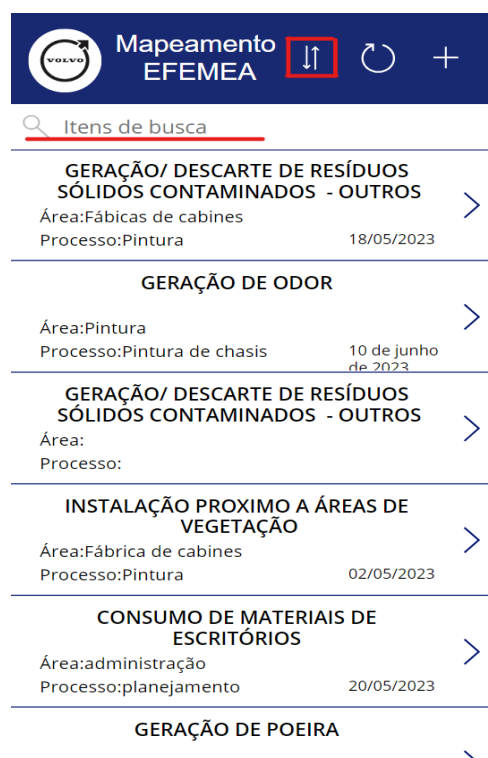 VOLVO
Mapeamento
EFEMEA
Itens de busca
GERAÇÃO/ DESCARTE DE RESÍDUOS
SÓLIDOS CONTAMINADOS - OUTROS
Área:Fábicas de cabines
Processo:Pintura 18/05/2023
GERAÇÃO DE ODOR
Área:Pintura
Processo:Pintura de chasis 10 de junho
de 2023
GERAÇÃO/ DESCARTE DE RESÍDUOS
SÓLIDOS CONTAMINADOS - OUTROS
Área:
Processo:
INSTALAÇÃO PROXIMO A ÁREAS DE
VEGETAÇÃO
Área:Fábrica de cabines
Processo:Pintura 02/05/2023
CONSUMO DE MATERIAIS DE
ESCRITÓRIOS
Área:administração
Processo:planejamento 20/05/2023
GERAÇÃO DE POEIRA